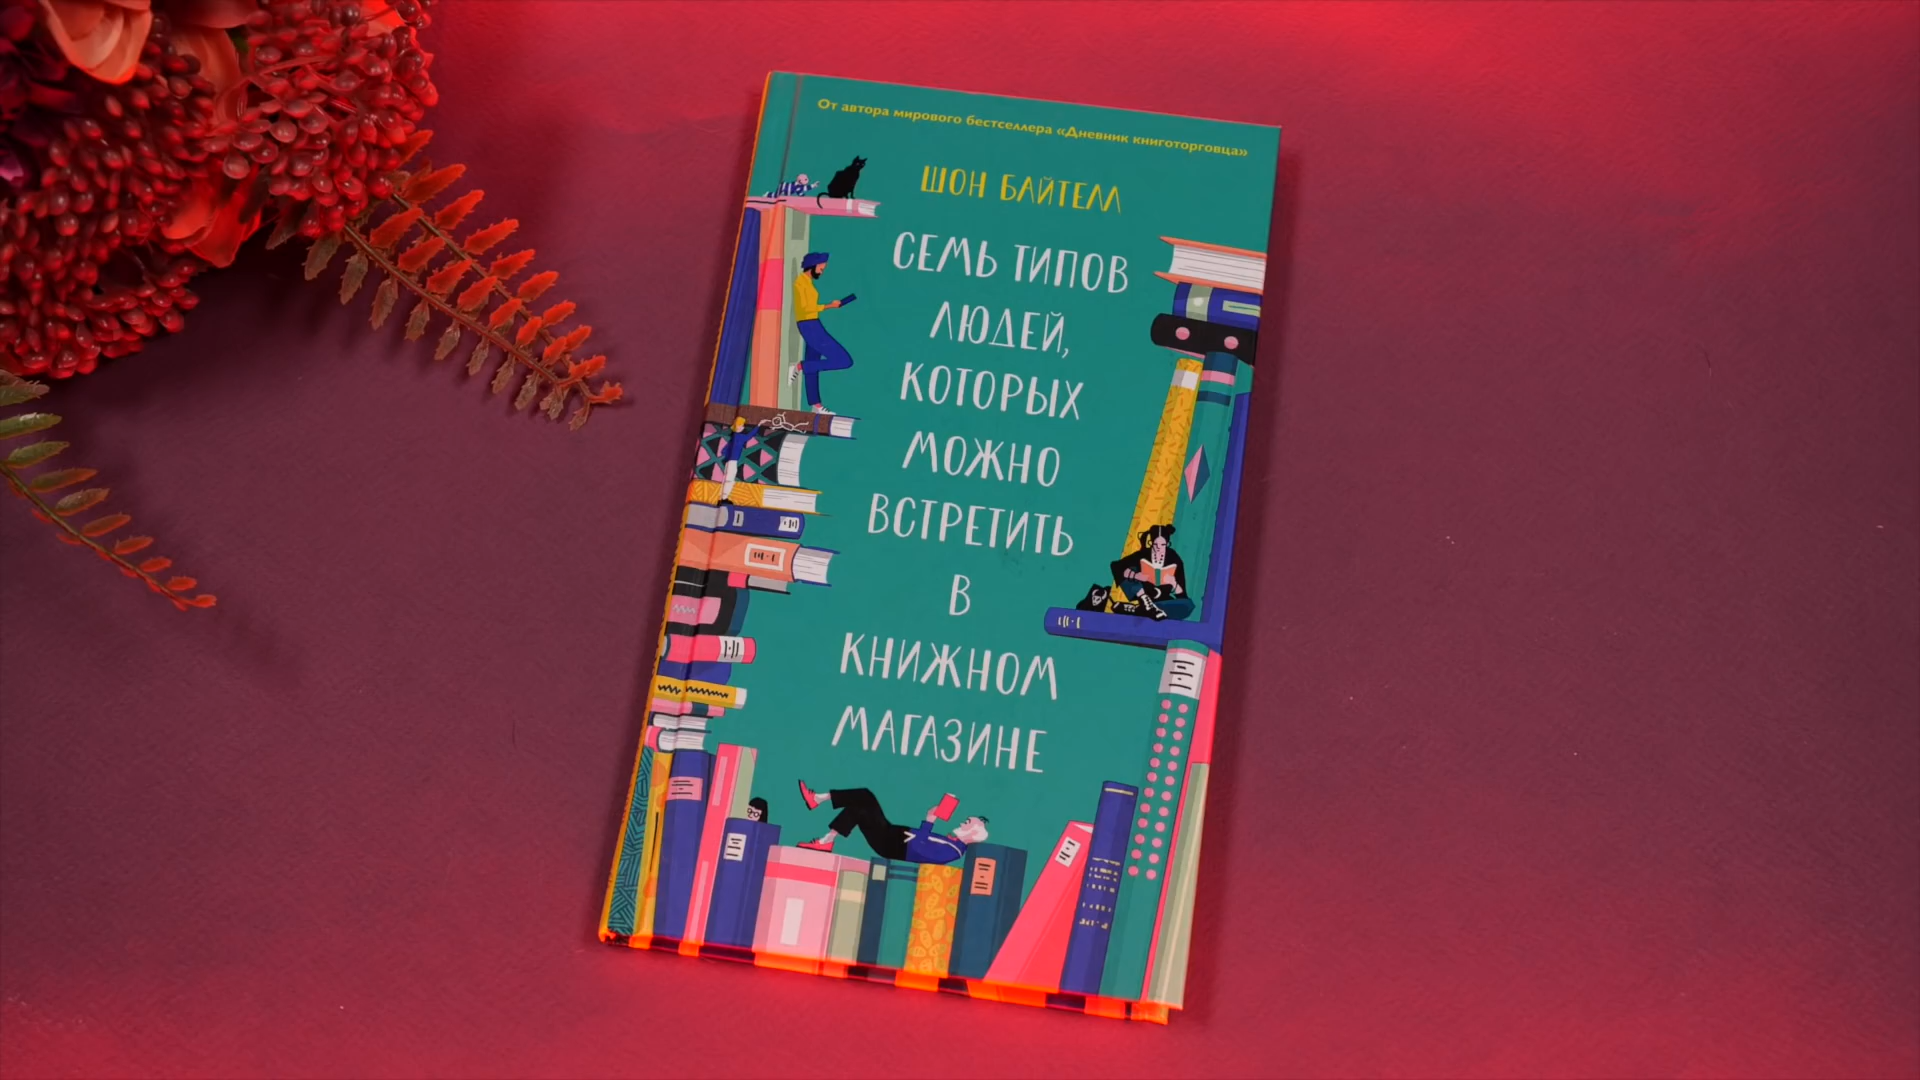 От автора мирового бестселлера «Дневник книготорговца»
ШОН БАЙТЕЛЛ
СЕМЬ ТИПОВ
ЛЮДЕЙ,
КОТОРЫХ
МОЖНО
ВСТРЕТИТЬ
В
КНИЖНОМ
МАГАЗИНЕ